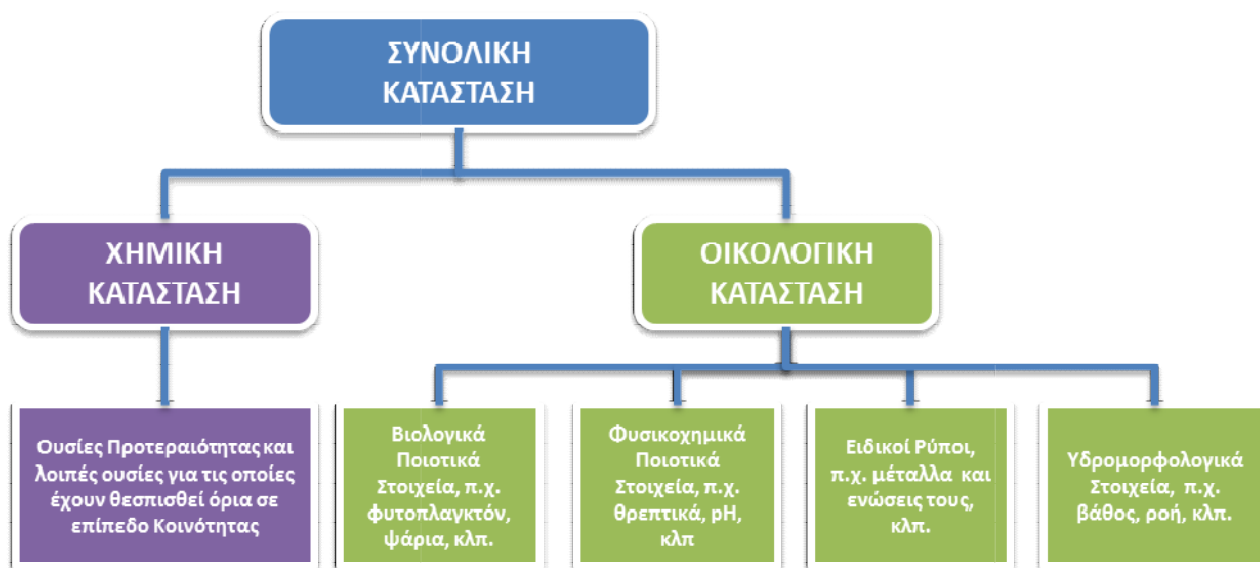 ΣΥΝΟΛΙΚΗ
ΚΑΤΑΣΤΑΣΗ
ΧΗΜΙΚΗ
ΚΑΤΑΣΤΑΣΗ
ΟΙΚΟΛΟΓΙΚΗ
ΚΑΤΑΣΤΑΣΗ
Ουσίες Προτεραιότητας και
λοιπές ουσίες για τις οποίες
έχουν θεσπισθεί όρια σε
επίπεδο Κοινότητας
Βιολογικά
Ποιοτικά
Στοιχεία, π.χ.
φυτοπλαγκτόν,
ψάρια, κλπ.
Φυσικοχημικά
Ποιοτικά
Στοιχεία, π.χ.
θρεπτικά, pH,
κλπ
Ειδικοί Ρύποι,
π.χ. μέταλλα και
ενώσεις τους,
κλπ.
Υδρομορφολογικά
Στοιχεία, π.χ.
βάθος, ροή, κλπ.